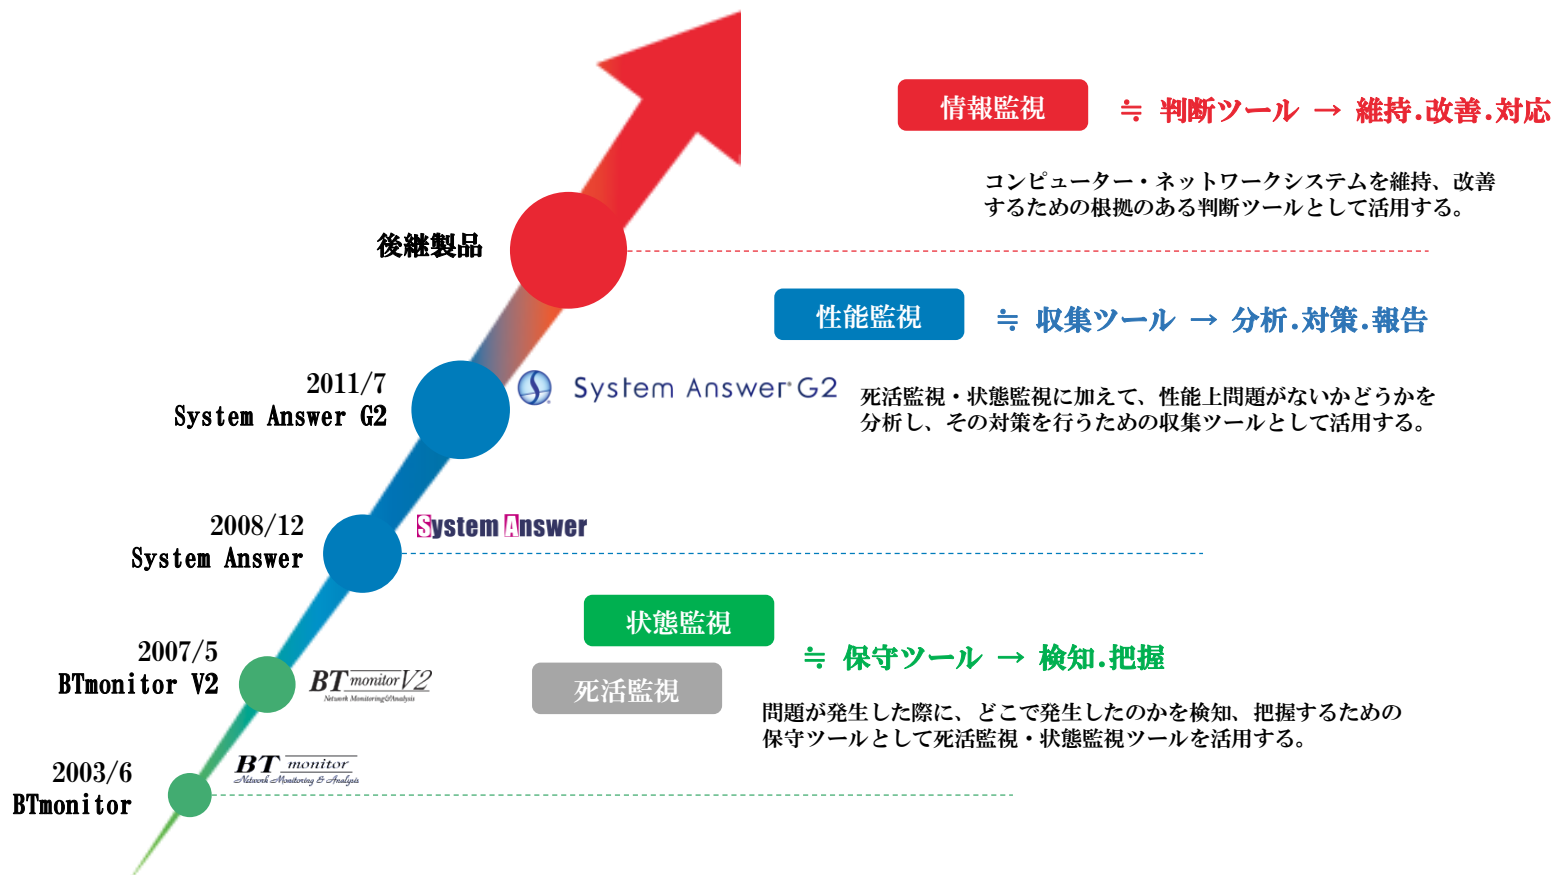 情報監視
≒ 判断ツール → 維持.改善.対応
コンピューター・ネットワークシステムを維持、改善
するための根拠のある判断ツールとして活用する。
後継製品
性能監視
≒ 収集ツール → 分析.対策.報告
2011/7
System Answer G2
System Answer G2
死活監視・状態監視に加えて、性能上問題がないかどうかを
分析し、その対策を行うための収集ツールとして活用する。
2008/12
System Answer
System Answer
状態監視
死活監視
≒ 保守ツール → 検知.把握
2007/5
BTmonitor V2
BT monitor V2
Network Monitoring&Analysis
問題が発生した際に、どこで発生したのかを検知、把握するための
保守ツールとして死活監視・状態監視ツールを活用する。
2003/6
BTmonitor
BT monitor
Network Monitoring & Analysis